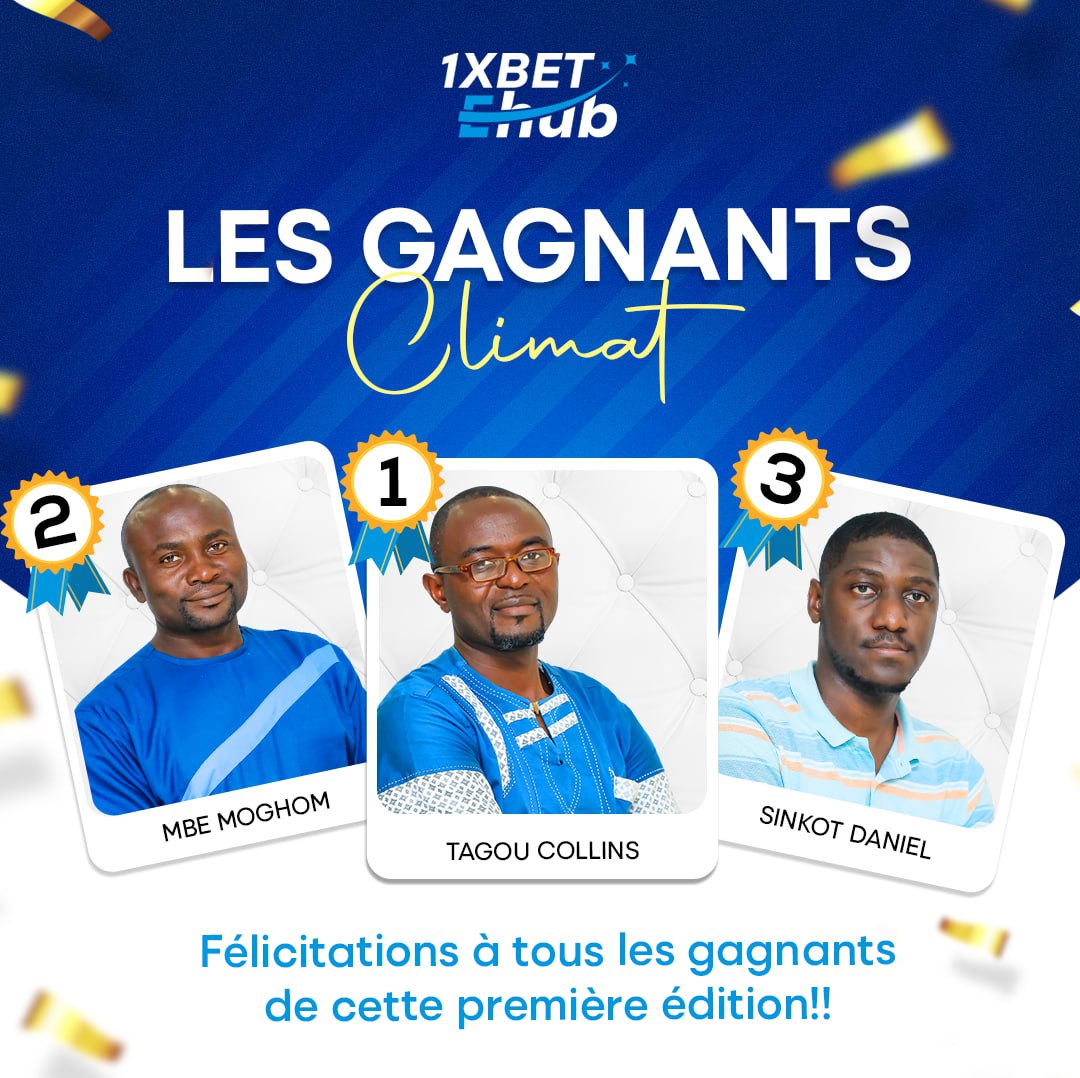 1XBET
Ehub
LES GAGNANTS
Climat
2
1
3
MBE MOGHOM
TAGOU COLLINS
SINKOT DANIEL
Félicitations à tous les gagnants
de cette première édition!!